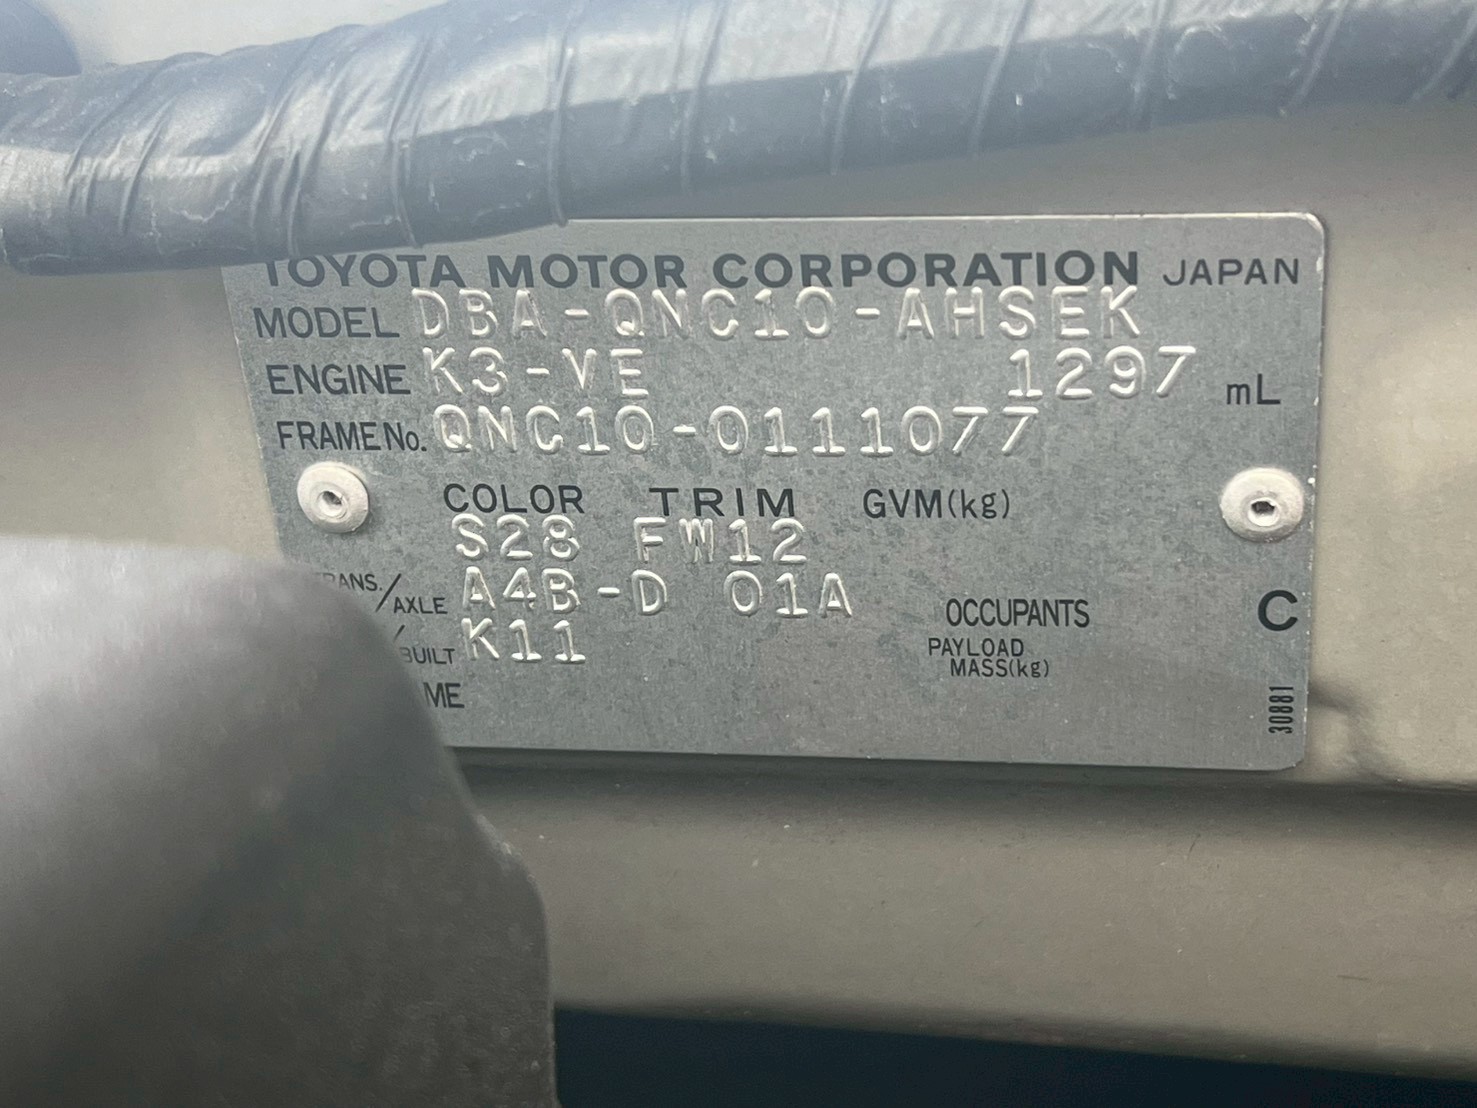 TOYOTA MOTOR CORPORATION JAPAN
MODEL DBA-QNC10-AHSEK
ENGINE K3-VE 1297 mL
FRAME No. QNC10-0111077
COLOR TRIM GVM(kg)
S28 FW12
TRANS./AXLE A4B-D 01A OCCUPANTS C
BUILT K11 PAYLOAD MASS(kg)
ME 30881